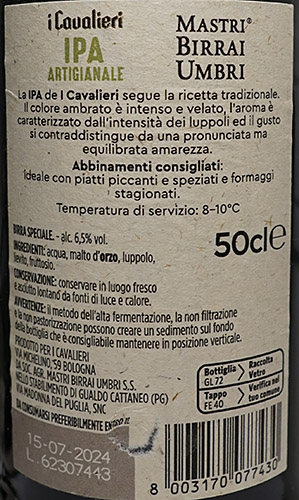 i Cavalieri
IPA
ARTIGIANALE
MASTRI®
BIRRAI
UMBRI
La IPA de I Cavalieri segue la ricetta tradizionale.
Il colore ambrato è intenso e velato, l'aroma è
caratterizzato dall'intensità dei luppoli ed il gusto
si contraddistingue da una pronunciata ma
equilibrata amarezza.
Abbinamenti consigliati:
Ideale con piatti piccanti e speziati e formaggi
stagionati.
Temperatura di servizio: 8-10°C
BIRRA SPECIALE. - alc. 6,5% vol.
INGREDIENTI: acqua, malto d'orzo, luppolo,
lievito, fruttosio.
50cl e
CONSERVAZIONE: conservare in luogo fresco
e asciutto lontano da fonti di luce e calore.
AVVERTENZE: il metodo dell'alta fermentazione, la non filtrazione
e la non pastorizzazione possono creare un sedimento sul fondo
della bottiglia che è consigliabile mantenere in posizione verticale.
PRODOTTO PER I CAVALIERI
VIA MICHELINO, 59 BOLOGNA
DA SOC. AGR. MASTRI BIRRAI UMBRI S.S.
NELLO STABILIMENTO DI GUALDO CATTANEO (PG)
VIA MADONNA DEL PUGLIA, SNC
DA CONSUMARSI PREFERIBILMENTE ENTRO IL
Bottiglia
GL 72
Raccolta
Vetro
Tappo
FE 40
Verifica nel
tuo comune
15-07-2024
L.62307443
8 003170 077430